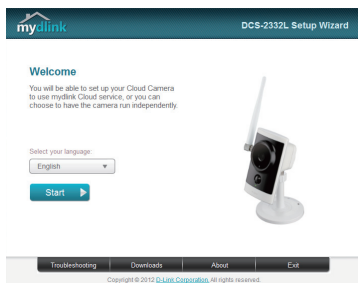 mydlink
DCS-2332L Setup Wizard
Welcome
You will be able to set up your Cloud Camera
to use mydlink Cloud service, or you can
choose to have the camera run independently.
Select your language:
English
Start
Troubleshooting Downloads About Exit
Copyright © 2012 D-Link Corporation. All rights reserved.